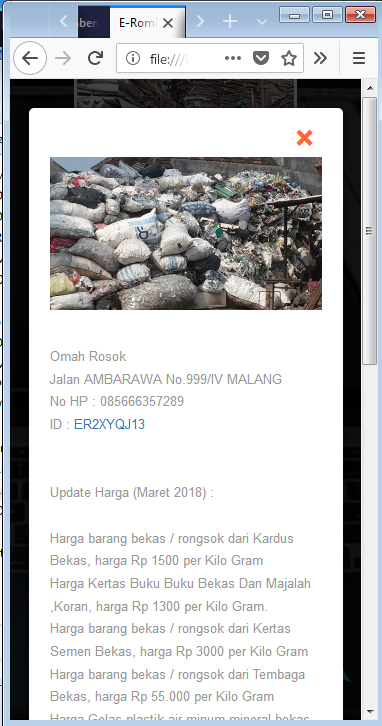 E-Rom
file:///
Omah Rosok
Jalan AMBARAWA No.999/IV MALANG
No HP : 085666357289
ID : ER2XYQJ13
Update Harga (Maret 2018) :
Harga barang bekas / rongsok dari Kardus
Bekas, harga Rp 1500 per Kilo Gram
Harga Kertas Buku Buku Bekas Dan Majalah
,Koran, harga Rp 1300 per Kilo Gram.
Harga barang bekas / rongsok dari Kertas
Semen Bekas, harga Rp 3000 per Kilo Gram
Harga barang bekas / rongsok dari Tembaga
Bekas, harga Rp 55.000 per Kilo Gram
Harga Gelas plastik air minum mineral bekas